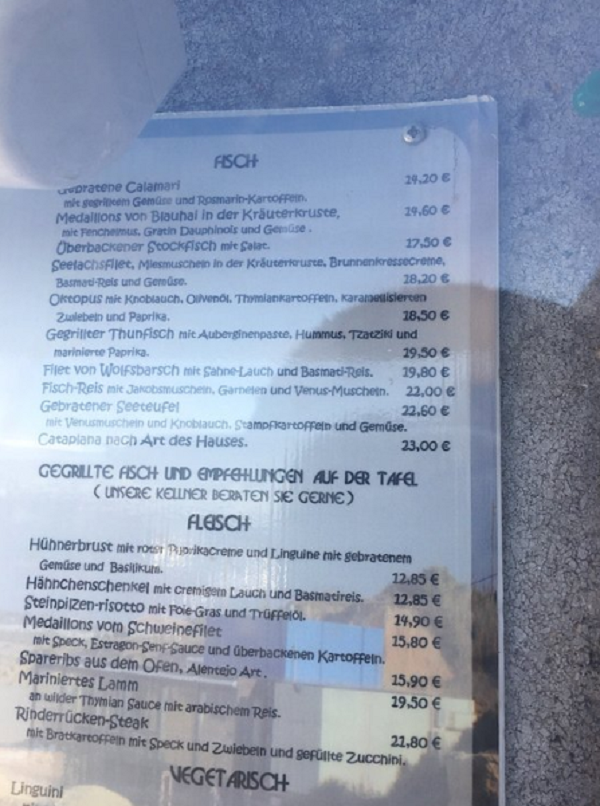 FISCH
Gebratene Calamari 24,20 €
mit gegrilltem Gemüse und Rosmarin-Kartoffeln.
Medaillons von Blauhai in der Kräuterkruste, 24,60 €
mit Fenchelmus, Gratin Dauphinois und Gemüse.
Überbackener Stockfisch mit Salat. 17,50 €
Seelachsfilet, Miesmuscheln in der Kräuterkruste, Brunnenkressecreme,
Basmati-Reis und Gemüse. 28,20 €
Oktopus mit Knoblauch, Olivenöl, Thymiankartoffeln, karamellisierten
Zwiebeln und Paprika. 18,50 €
Gegrillter Thunfisch mit Auberginenpaste, Hummus, Tzatziki und
marinierte Paprika. 29,50 €
Filet von Wolfsbarsch mit Sahne-Lauch und Basmati-Reis. 19,80 €
Fisch-Reis mit Jakobsmuscheln, Garnelen und Venus-Muscheln. 22,00 €
Gebratener Seeteufel 22,60 €
mit Venusmuscheln und Knoblauch, Stampfkartoffeln und Gemüse.
Cataplana nach Art des Hauses. 23,00 €
GEGRILLTE FISCH UND EMPFEHLUNGEN AUF DER TAFEL
( UNSERE KELLNER BERATEN SIE GERNE )
FLEISCH
Hühnerbrust mit roter Paprikacreme und Linguine mit gebratenem
Gemüse und Basilikum. 12,85 €
Hähnchenschenkel mit cremigem Lauch und Basmatireis. 12,85 €
Steinpilzen-risotto mit Foie-Gras und Trüffelöl. 14,90 €
Medaillons vom Schweinefilet 15,80 €
mit Speck, Estragon-Senf-Sauce und überbackenen Kartoffeln.
Spareribs aus dem Ofen, Alentejo Art. 15,90 €
Mariniertes Lamm 19,50 €
an wilder Thymian Sauce mit arabischem Reis.
Rinderrücken-Steak 21,80 €
mit Bratkartoffeln mit Speck und Zwiebeln und gefüllte Zucchini.
VEGETARISCH
Linguini